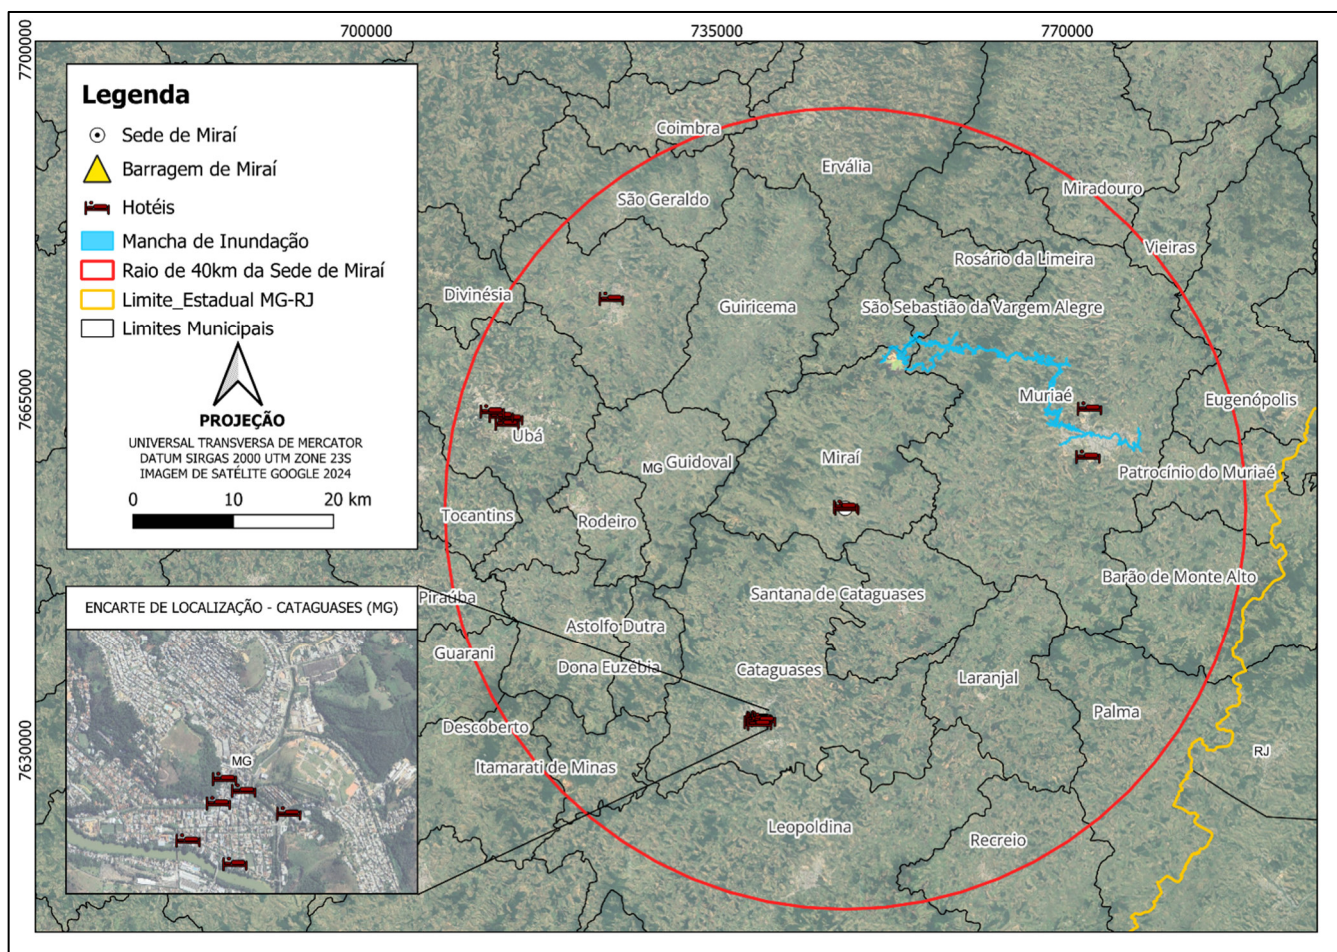 700000
735000
770000
7700000
7665000
7630000
Legenda
Sede de Miraí
Barragem de Miraí
Hotéis
Mancha de Inundação
Raio de 40km da Sede de Miraí
Limite_Estadual MG-RJ
Limites Municipais
PROJEÇÃO
UNIVERSAL TRANSVERSA DE MERCATOR
DATUM SIRGAS 2000 UTM ZONE 23S
IMAGEM DE SATÉLITE GOOGLE 2024
0 10 20 km
ENCARTE DE LOCALIZAÇÃO - CATAGUASES (MG)
MG
Coimbra
Ervália
Miradouro
São Geraldo
Vieiras
Rosário da Limeira
Divinésia
Guiricema
São Sebastião da Vargem Alegre
Muriaé
Eugenópolis
Ubá
Miraí
MG
Guidoval
Patrocínio do Muriaé
Tocantins
Rodeiro
Barão de Monte Alto
Piraúba
Santana de Cataguases
Astolfo Dutra
Guarani
Dona Euzébia
Cataguases
Laranjal
Palma
Descoberto
RJ
Itamarati de Minas
Leopoldina
Recreio